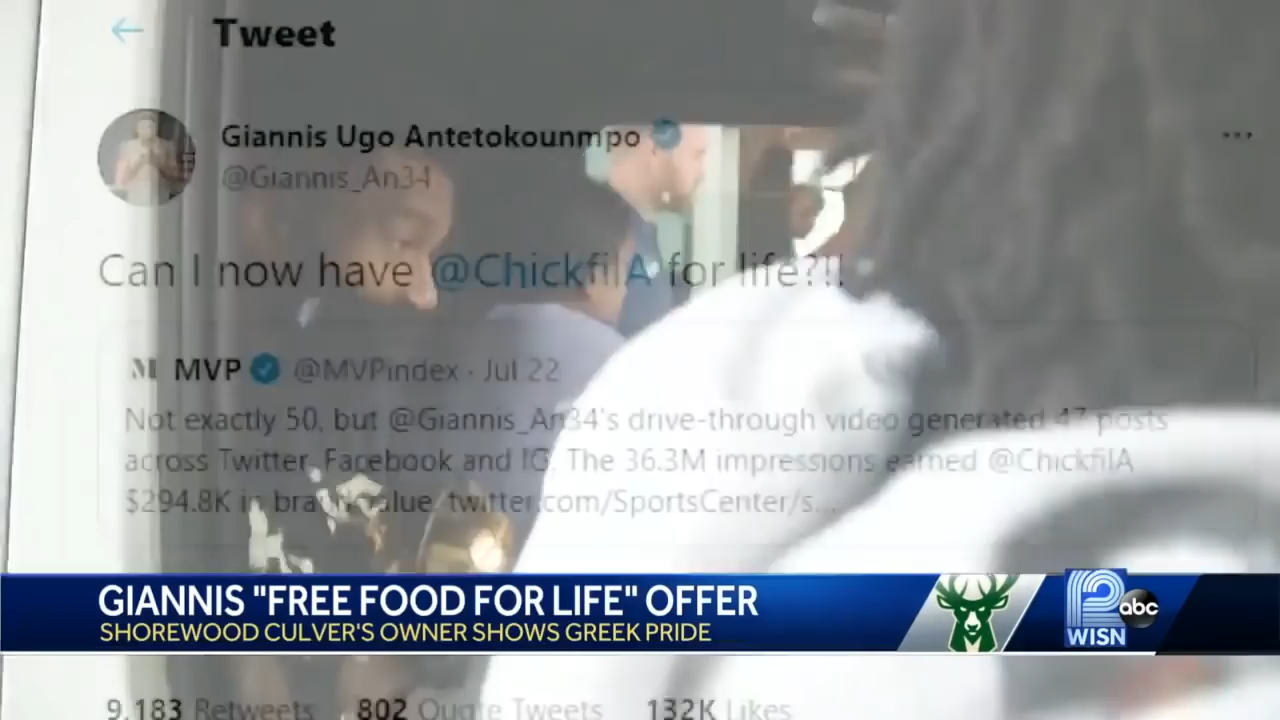 Tweet
Giannis Ugo Antetokounmpo
@Giannis_An34
Can I now have @ChickfilA for life?!!
MVP @MVPindex · Jul 22
Not exactly 50, but @Giannis_An34's drive-through video generated 47 posts
across Twitter, Facebook and IG. The 36.3M impressions earned @ChickfilA
$294.8K in brand value. twitter.com/SportsCenter/s...
GIANNIS "FREE FOOD FOR LIFE" OFFER
SHOREWOOD CULVER'S OWNER SHOWS GREEK PRIDE
12
abc
WISN
9,183 Retweets 802 Quote Tweets 132K Likes